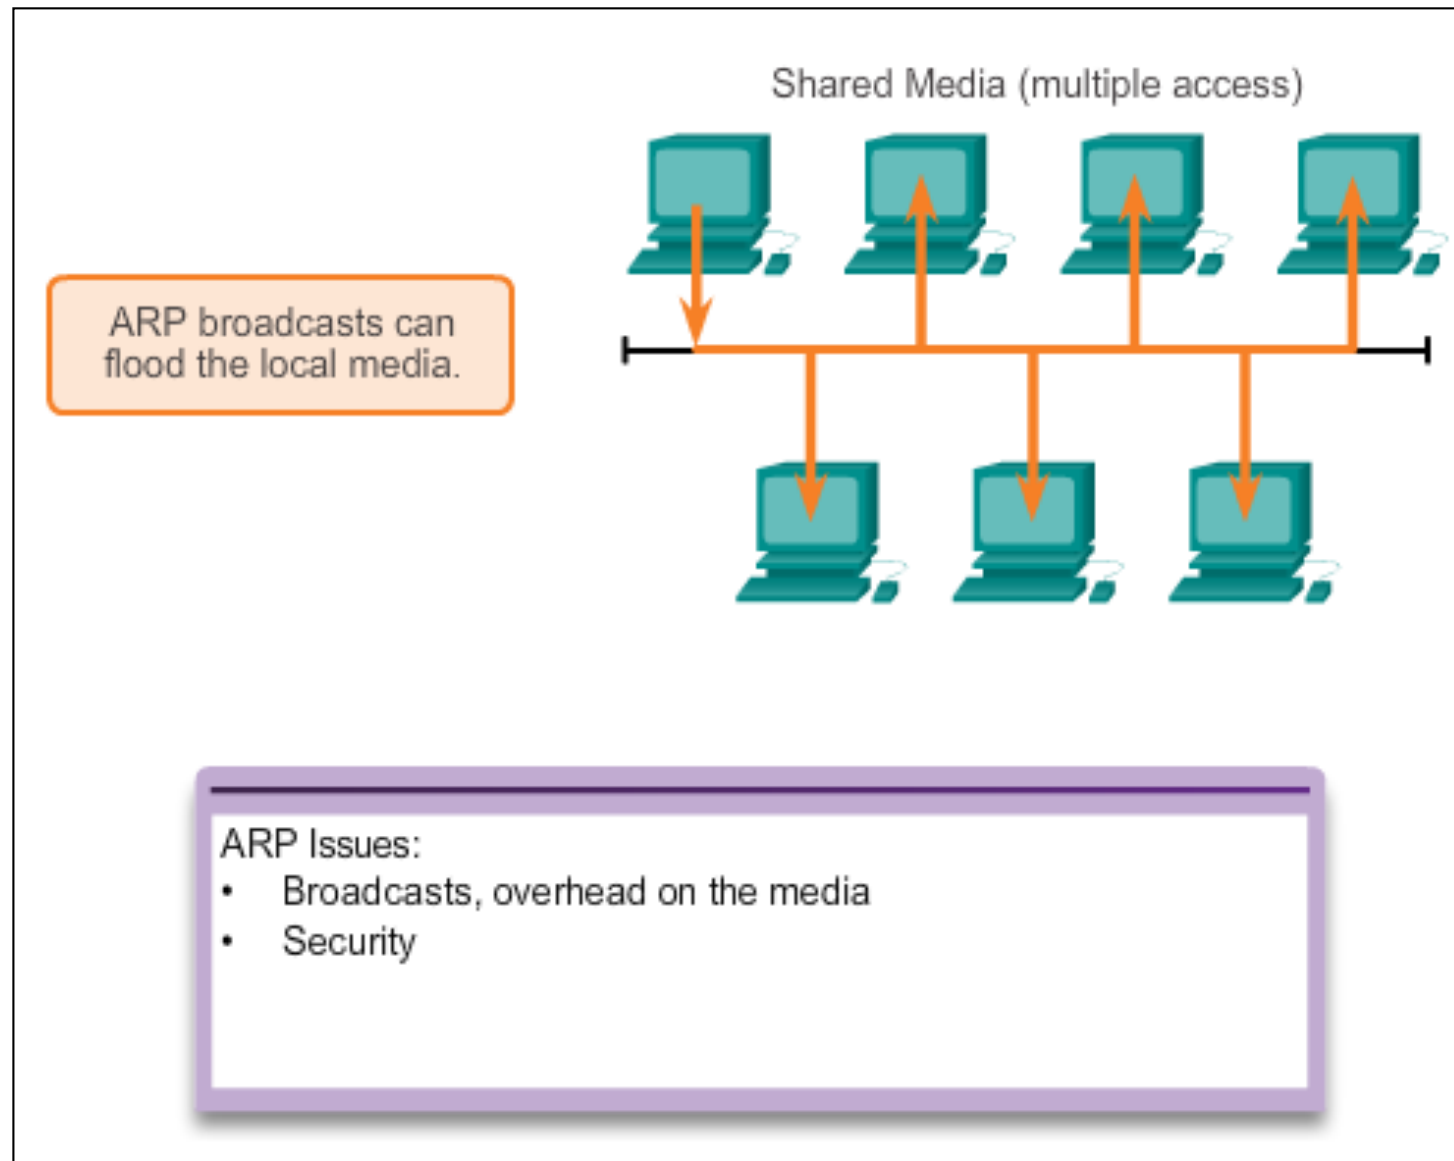 Shared Media (multiple access)
ARP broadcasts can
flood the local media.
ARP Issues:
• Broadcasts, overhead on the media
• Security